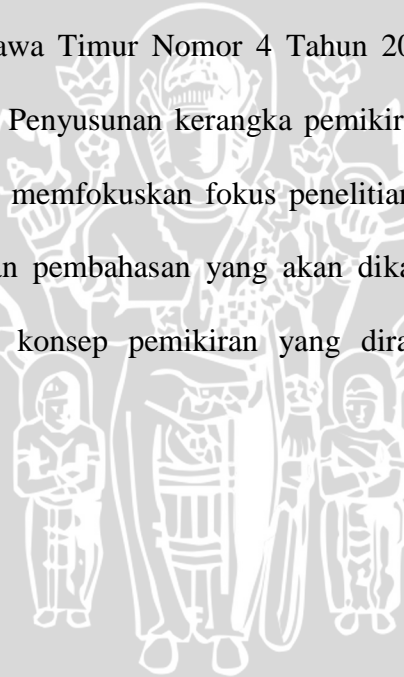 awa Timur Nomor 4 Tahun 20
Penyusunan kerangka pemikir
memfokuskan fokus penelitian
an pembahasan yang akan dika
konsep pemikiran yang dira